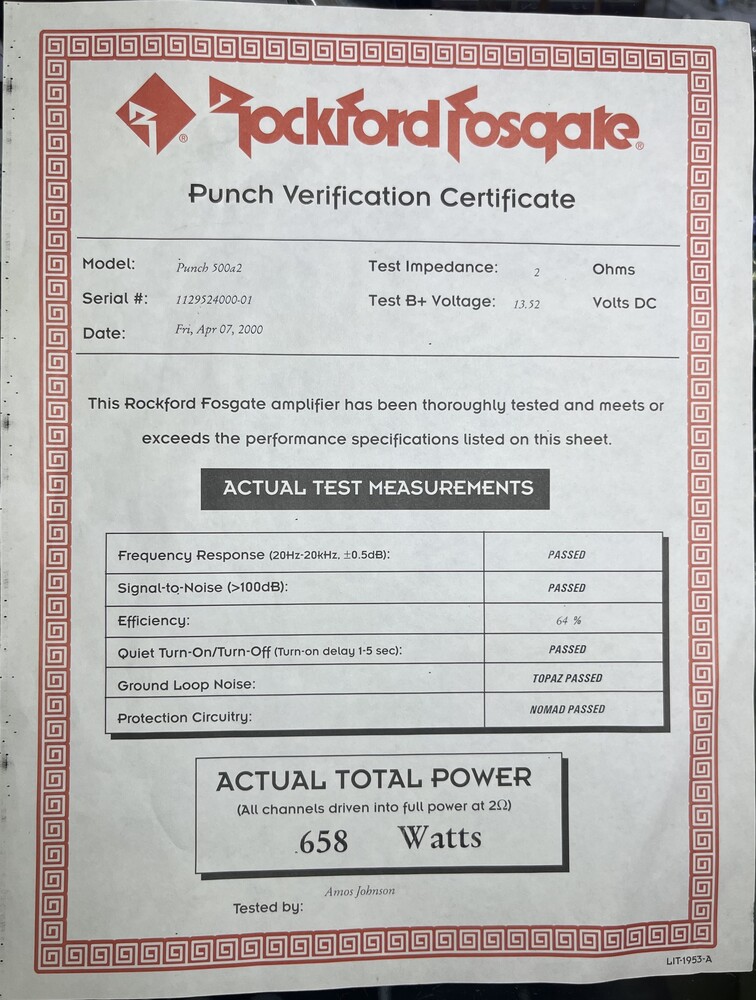 Rockford Fosgate®
Punch Verification Certificate
Model: Punch 500a2 Test Impedance: 2 Ohms
Serial #: 1129524000-01 Test B+ Voltage: 13.52 Volts DC
Date: Fri, Apr 07, 2000
This Rockford Fosgate amplifier has been thoroughly tested and meets or
exceeds the performance specifications listed on this sheet.
ACTUAL TEST MEASUREMENTS
Frequency Response (20Hz-20kHz, ±0.5dB): PASSED
Signal-to-Noise (>100dB): PASSED
Efficiency: 64 %
Quiet Turn-On/Turn-Off (Turn-on delay 1-5 sec): PASSED
Ground Loop Noise: TOPAZ PASSED
Protection Circuitry: NOMAD PASSED
ACTUAL TOTAL POWER
(All channels driven into full power at 2Ω)
658 Watts
Amos Johnson
Tested by:
LIT-1953-A